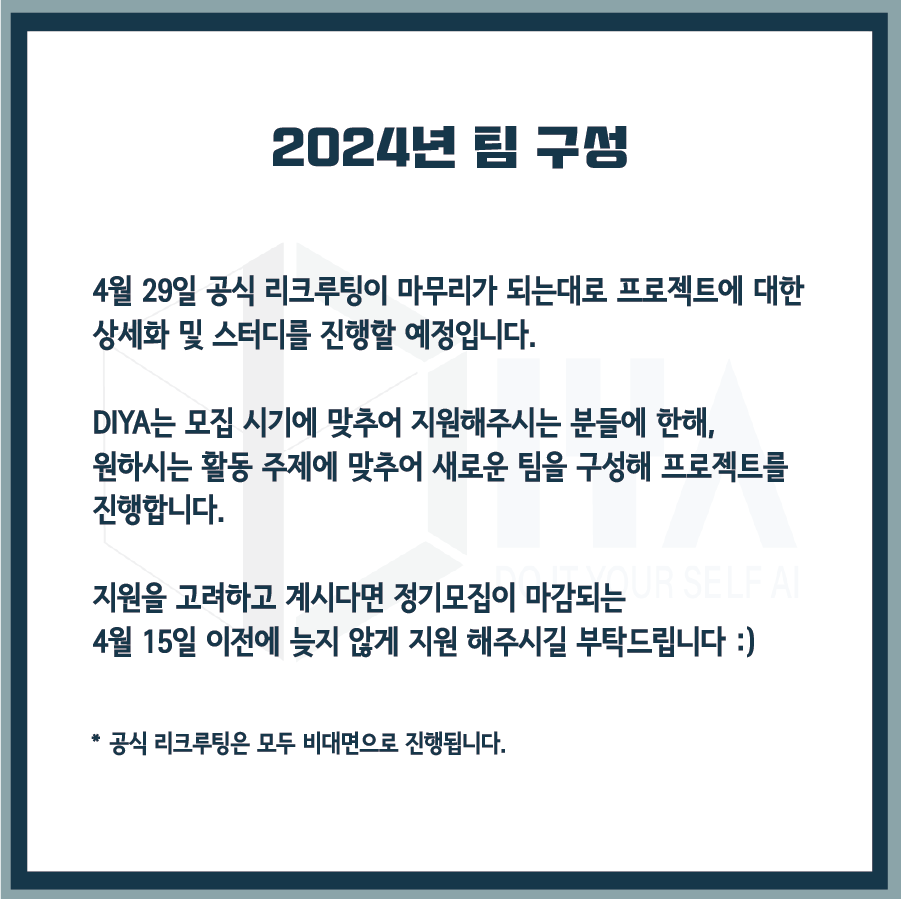 2024년 팀 구성
4월 29일 공식 리크루팅이 마무리가 되는대로 프로젝트에 대한
상세화 및 스터디를 진행할 예정입니다.
DIYA는 모집 시기에 맞추어 지원해주시는 분들에 한해,
원하시는 활동 주제에 맞추어 새로운 팀을 구성해 프로젝트를
진행합니다.
지원을 고려하고 계시다면 정기모집이 마감되는
4월 15일 이전에 늦지 않게 지원 해주시길 부탁드립니다 :)
* 공식 리크루팅은 모두 비대면으로 진행됩니다.
DIYA
DO IT YOUR SELF AI